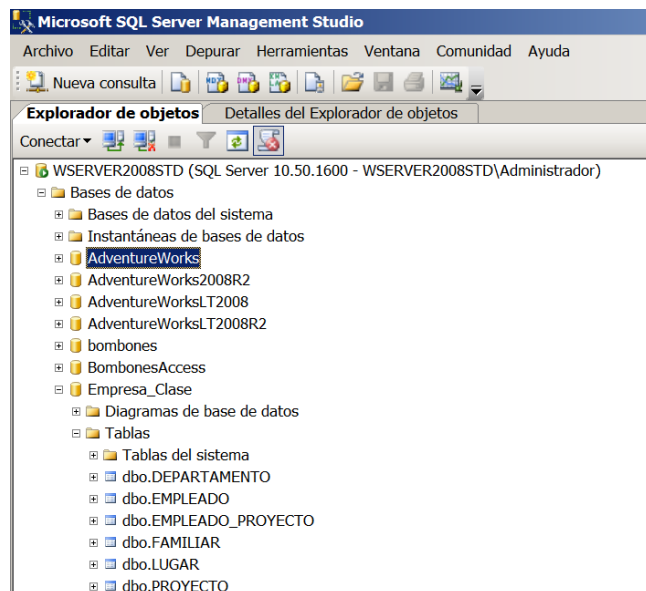 Microsoft SQL Server Management Studio
Archivo Editar Ver Depurar Herramientas Ventana Comunidad Ayuda
Nueva consulta
Explorador de objetos Detalles del Explorador de objetos
Conectar
WSERVER2008STD (SQL Server 10.50.1600 - WSERVER2008STD\Administrador)
Bases de datos
Bases de datos del sistema
Instantáneas de bases de datos
AdventureWorks
AdventureWorks2008R2
AdventureWorksLT2008
AdventureWorksLT2008R2
bombones
BombonesAccess
Empresa_Clase
Diagramas de base de datos
Tablas
Tablas del sistema
dbo.DEPARTAMENTO
dbo.EMPLEADO
dbo.EMPLEADO_PROYECTO
dbo.FAMILIAR
dbo.LUGAR
dbo.PROYECTO